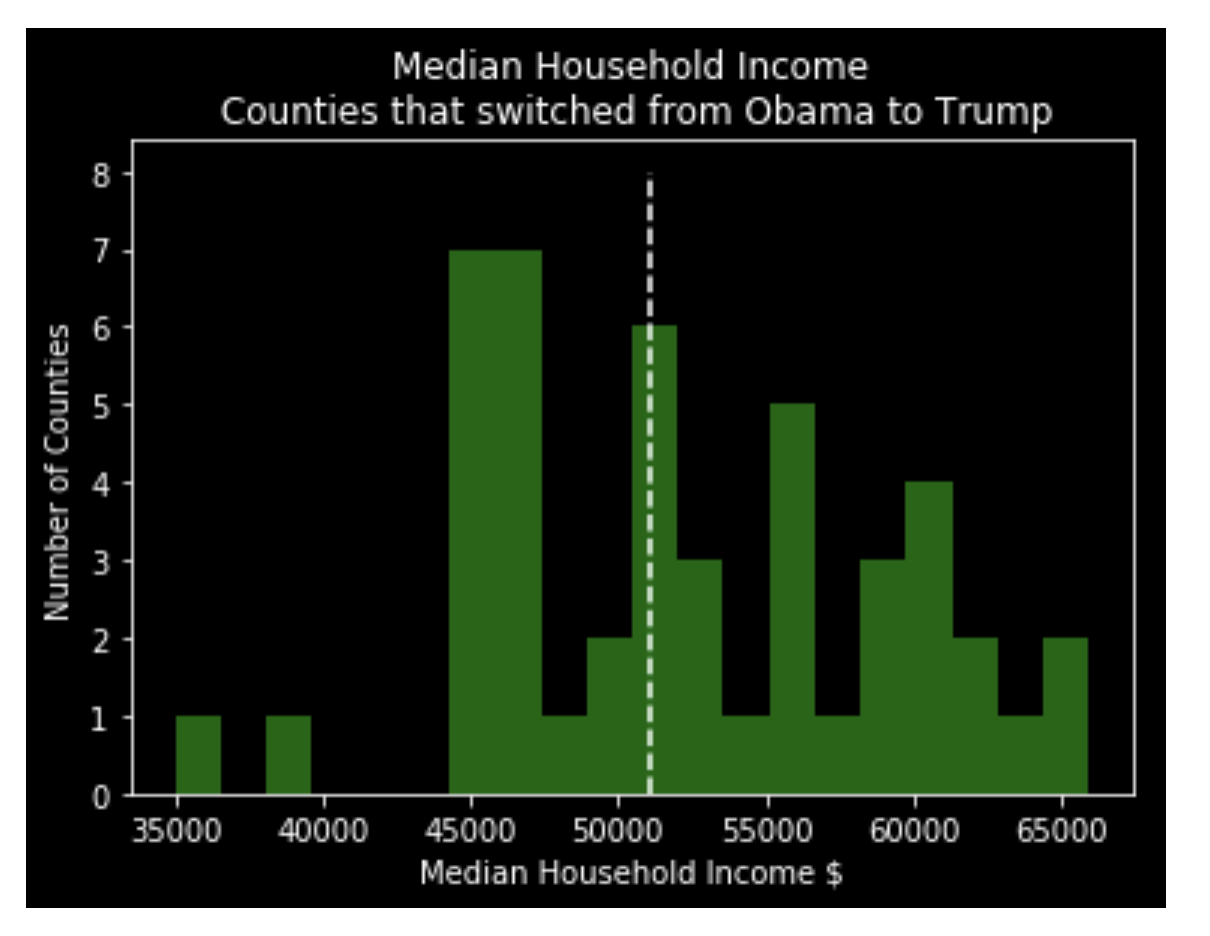 Median Household Income
Counties that switched from Obama to Trump
8
7
6
5
4
3
2
1
0
Number of Counties
35000 40000 45000 50000 55000 60000 65000
Median Household Income $